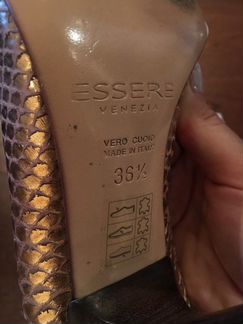 ESSERE
VENEZIA
VERO CUOIO
MADE IN ITALY
36½